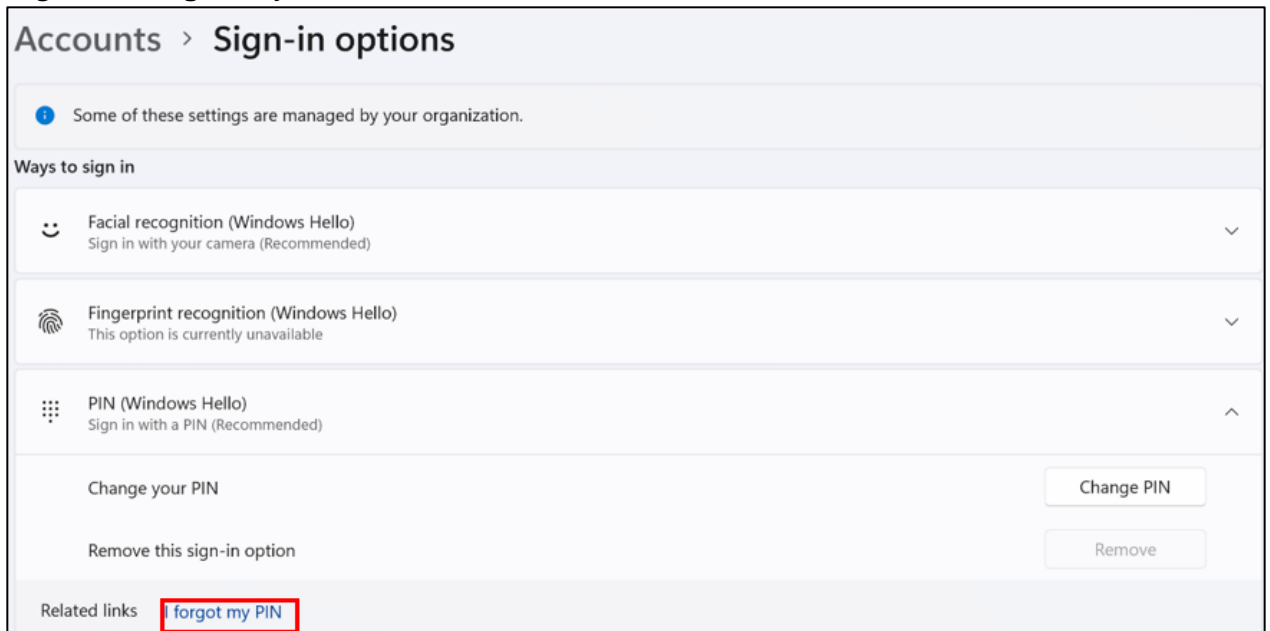 Accounts > Sign-in options
Some of these settings are managed by your organization.
Ways to sign in
Facial recognition (Windows Hello)
Sign in with your camera (Recommended)
Fingerprint recognition (Windows Hello)
This option is currently unavailable
PIN (Windows Hello)
Sign in with a PIN (Recommended)
Change your PIN
Change PIN
Remove this sign-in option
Remove
Related links I forgot my PIN